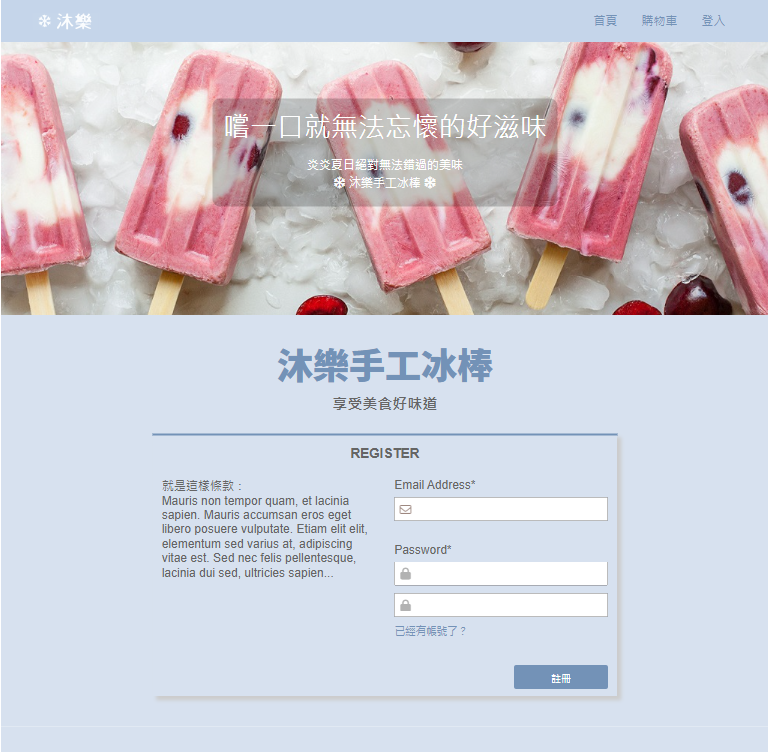 ❄ 沐樂
首頁 購物車 登入
嚐一口就無法忘懷的好滋味
炎炎夏日絕對無法錯過的美味
❄ 沐樂手工冰棒 ❄
沐樂手工冰棒
享受美食好味道
REGISTER
就是這樣條款：
Mauris non tempor quam, et lacinia
sapien. Mauris accumsan eros eget
libero posuere vulputate. Etiam elit elit,
elementum sed varius at, adipiscing
vitae est. Sed nec felis pellentesque,
lacinia dui sed, ultricies sapien...
Email Address*
Password*
已經有帳號了？
註冊